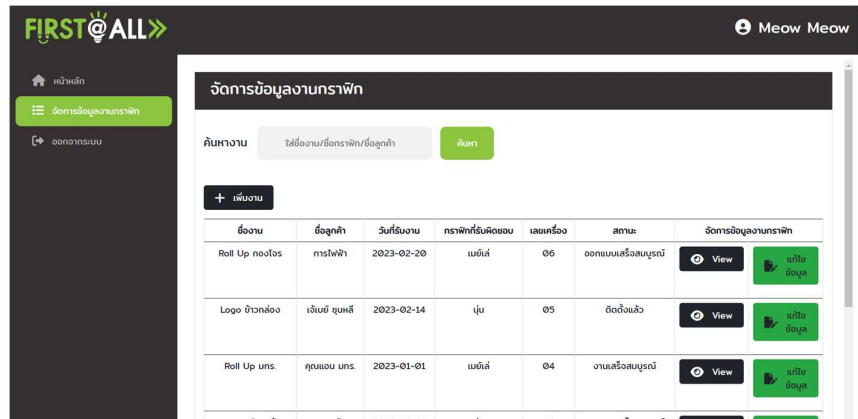 FIRST@ALL
Meow Meow
หน้าหลัก
จัดการข้อมูลงานกราฟิก
ออกจากระบบ
จัดการข้อมูลงานกราฟิก
ค้นหางาน ใส่ชื่องาน/ชื่อกราฟิก/ชื่อลูกค้า ค้นหา
+ เพิ่มงาน
ชื่องาน ชื่อลูกค้า วันที่รับงาน กราฟิกที่รับผิดชอบ เลขเครื่อง สถานะ จัดการข้อมูลงานกราฟิก
Roll Up กองโจร การไฟฟ้า 2023-02-20 เมย์เล่ 06 ออกแบบเสร็จสมบูรณ์ View แก้ไขข้อมูล
Logo ข้าวกล่อง เจ้เบย์ ชุนหลี 2023-02-14 นุ่น 05 ติดตั้งแล้ว View แก้ไขข้อมูล
Roll Up มทร. คุณแอน มทร. 2023-01-01 เมย์เล่ 04 งานเสร็จสมบูรณ์ View แก้ไขข้อมูล